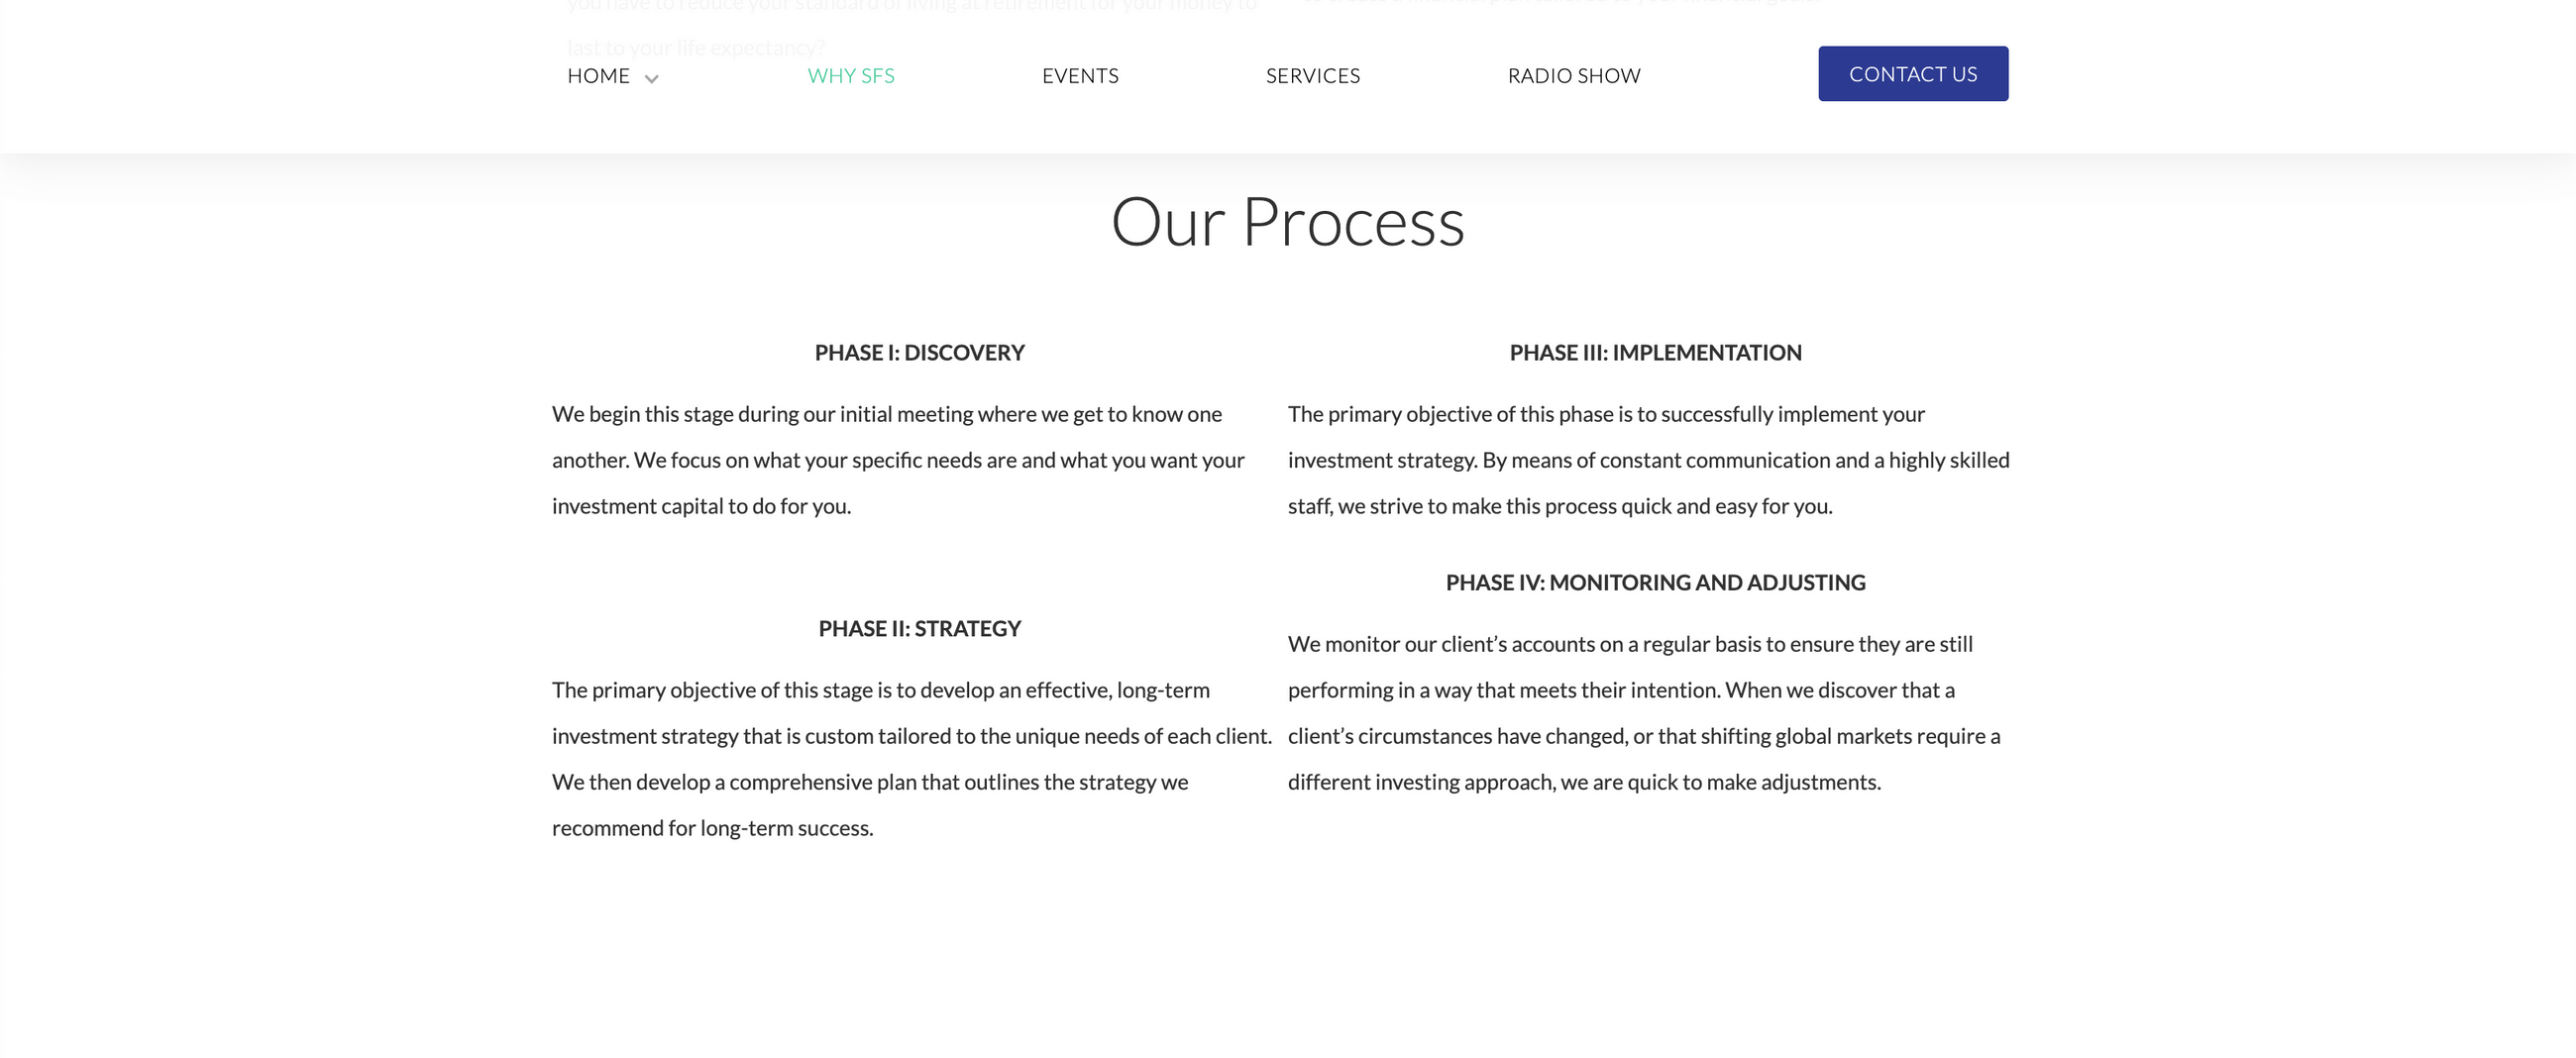 you have to reduce your standard of living at retirement for your money to
last to your life expectancy?
to create a financial plan tailored to your financial goals.
HOME
WHY SFS
EVENTS
SERVICES
RADIO SHOW
CONTACT US
Our Process
PHASE I: DISCOVERY
We begin this stage during our initial meeting where we get to know one
another. We focus on what your specific needs are and what you want your
investment capital to do for you.
PHASE II: STRATEGY
The primary objective of this stage is to develop an effective, long-term
investment strategy that is custom tailored to the unique needs of each client.
We then develop a comprehensive plan that outlines the strategy we
recommend for long-term success.
PHASE III: IMPLEMENTATION
The primary objective of this phase is to successfully implement your
investment strategy. By means of constant communication and a highly skilled
staff, we strive to make this process quick and easy for you.
PHASE IV: MONITORING AND ADJUSTING
We monitor our client’s accounts on a regular basis to ensure they are still
performing in a way that meets their intention. When we discover that a
client’s circumstances have changed, or that shifting global markets require a
different investing approach, we are quick to make adjustments.